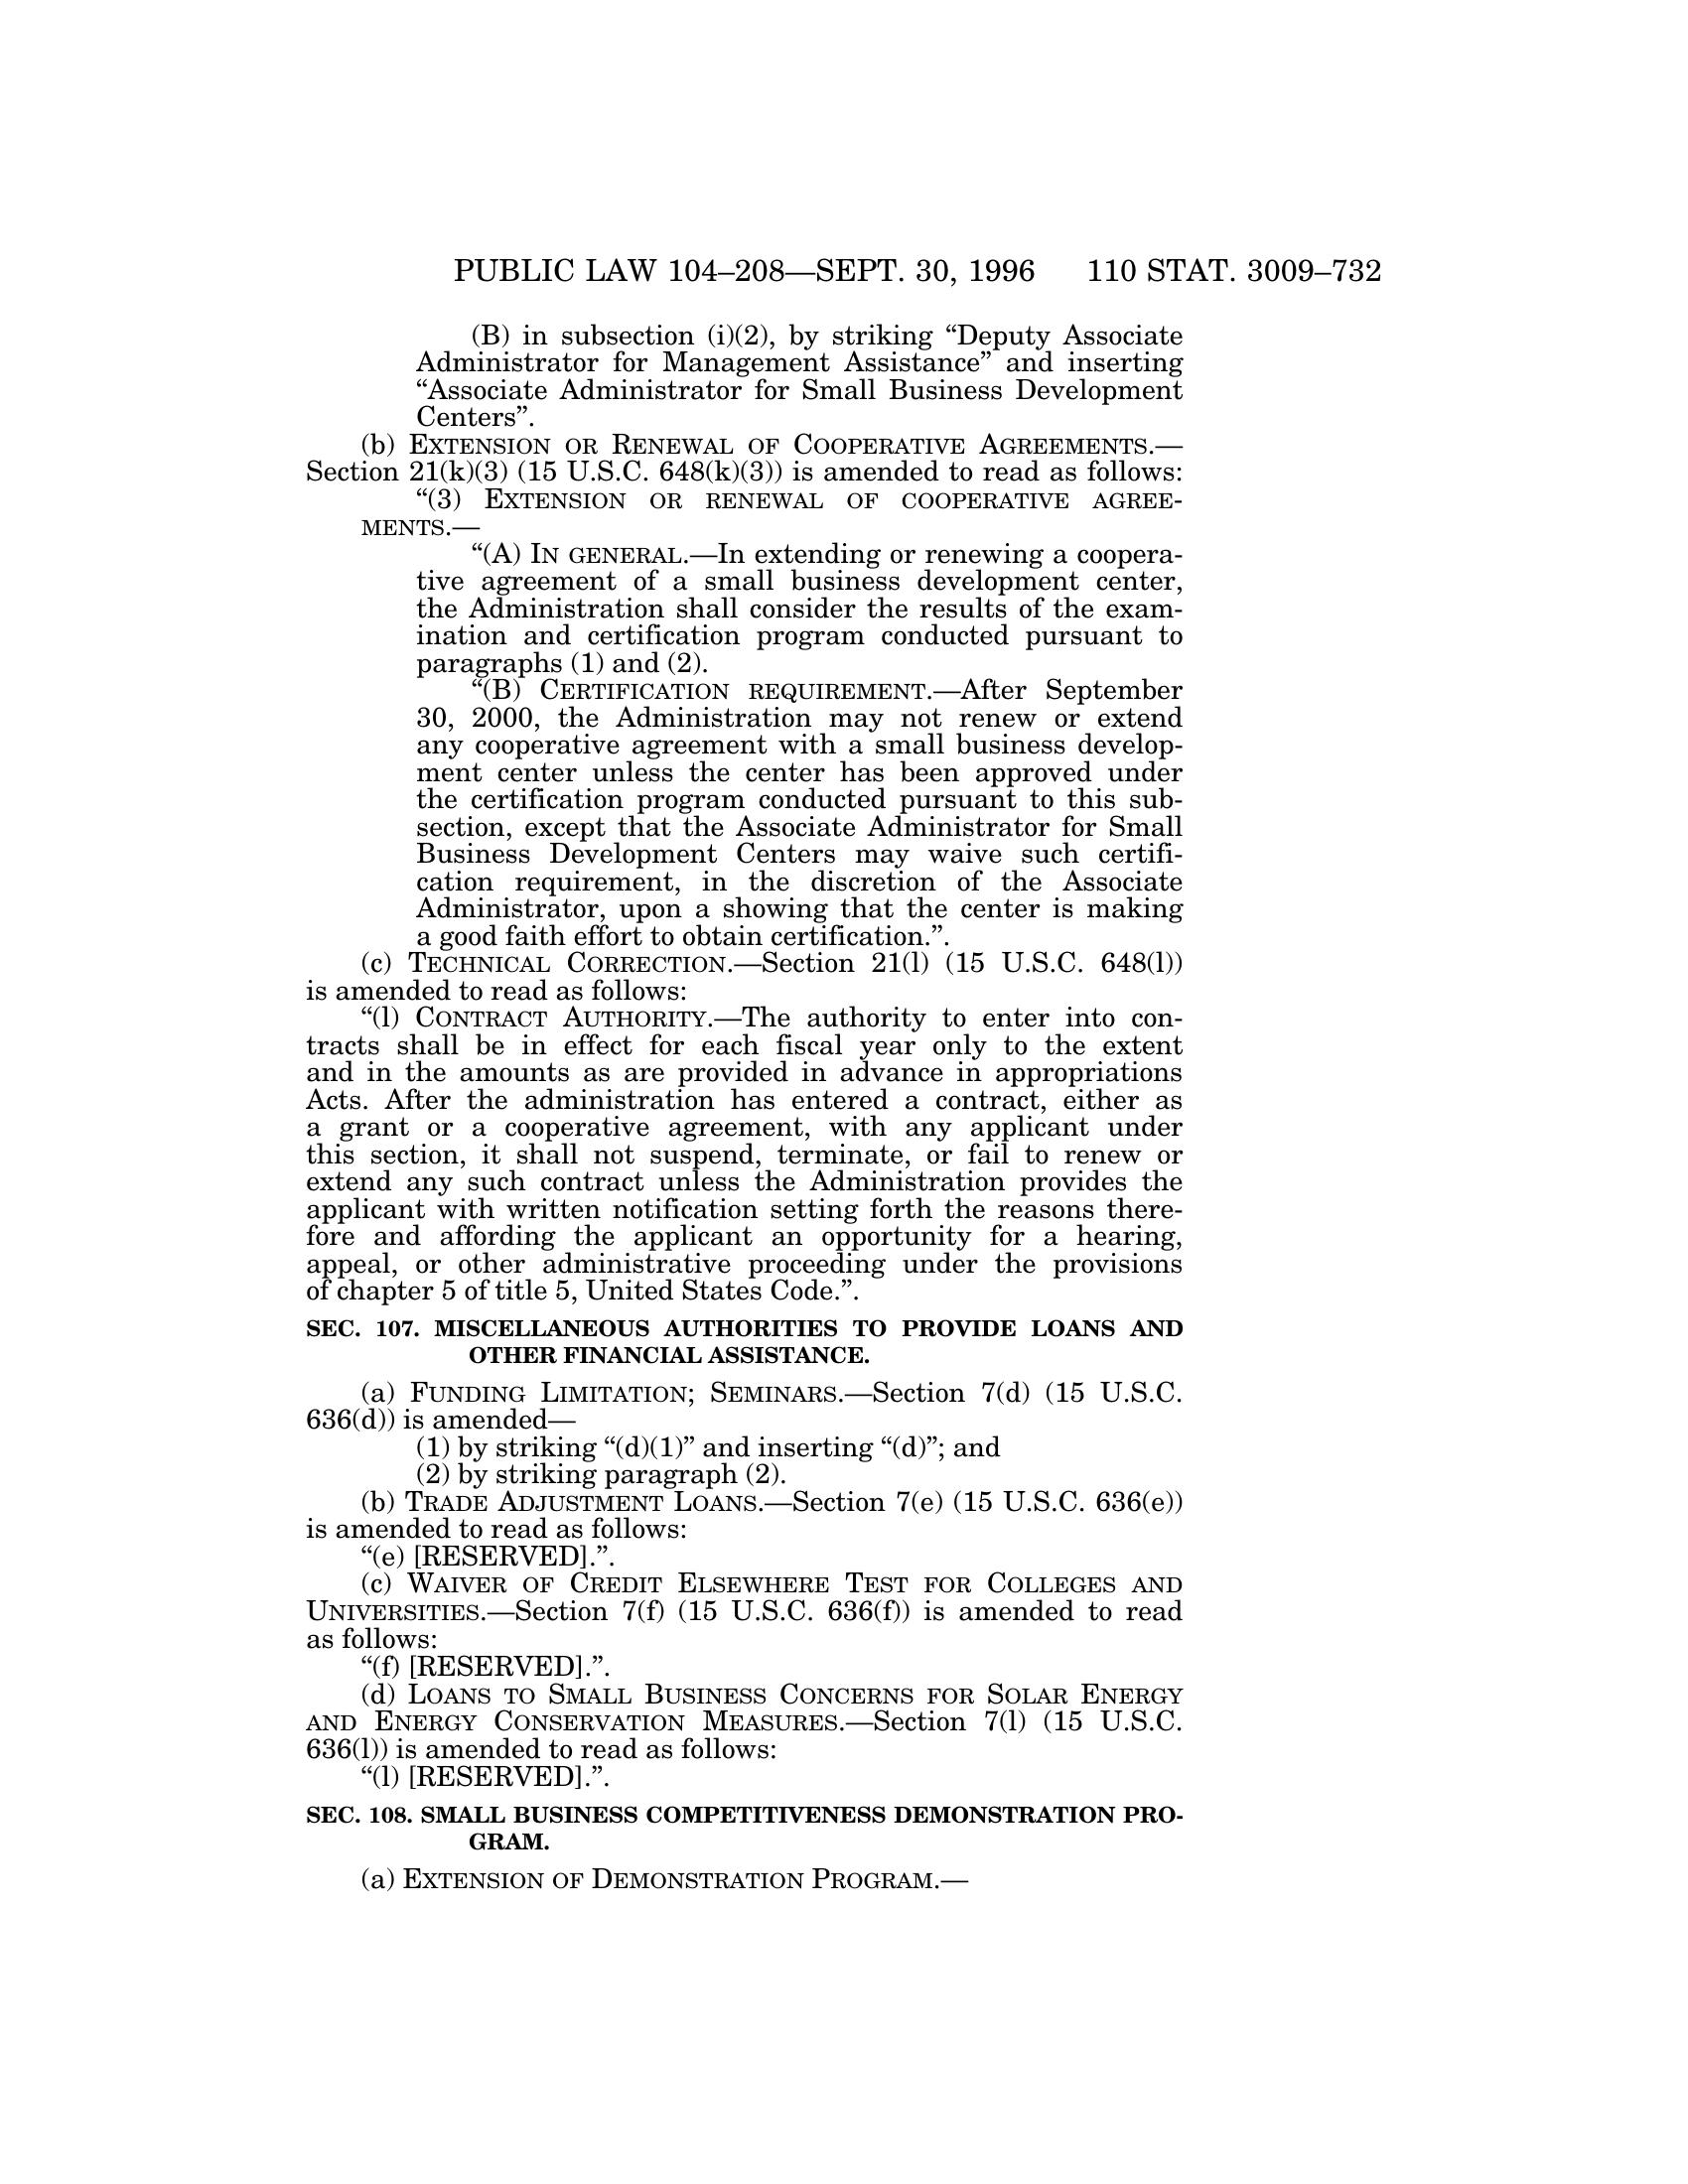 PUBLIC LAW 104–208—SEPT. 30, 1996 110 STAT. 3009–732
(B) in subsection (i)(2), by striking “Deputy Associate
Administrator for Management Assistance” and inserting
“Associate Administrator for Small Business Development
Centers”.
(b) EXTENSION OR RENEWAL OF COOPERATIVE AGREEMENTS.—
Section 21(k)(3) (15 U.S.C. 648(k)(3)) is amended to read as follows:
“(3) EXTENSION OR RENEWAL OF COOPERATIVE AGREE-
MENTS.—
“(A) IN GENERAL.—In extending or renewing a coopera-
tive agreement of a small business development center,
the Administration shall consider the results of the exam-
ination and certification program conducted pursuant to
paragraphs (1) and (2).
“(B) CERTIFICATION REQUIREMENT.—After September
30, 2000, the Administration may not renew or extend
any cooperative agreement with a small business develop-
ment center unless the center has been approved under
the certification program conducted pursuant to this sub-
section, except that the Associate Administrator for Small
Business Development Centers may waive such certifi-
cation requirement, in the discretion of the Associate
Administrator, upon a showing that the center is making
a good faith effort to obtain certification.”.
(c) TECHNICAL CORRECTION.—Section 21(l) (15 U.S.C. 648(l))
is amended to read as follows:
“(l) CONTRACT AUTHORITY.—The authority to enter into con-
tracts shall be in effect for each fiscal year only to the extent
and in the amounts as are provided in advance in appropriations
Acts. After the administration has entered a contract, either as
a grant or a cooperative agreement, with any applicant under
this section, it shall not suspend, terminate, or fail to renew or
extend any such contract unless the Administration provides the
applicant with written notification setting forth the reasons there-
fore and affording the applicant an opportunity for a hearing,
appeal, or other administrative proceeding under the provisions
of chapter 5 of title 5, United States Code.”.
SEC. 107. MISCELLANEOUS AUTHORITIES TO PROVIDE LOANS AND
OTHER FINANCIAL ASSISTANCE.
(a) FUNDING LIMITATION; SEMINARS.—Section 7(d) (15 U.S.C.
636(d)) is amended—
(1) by striking “(d)(1)” and inserting “(d)”; and
(2) by striking paragraph (2).
(b) TRADE ADJUSTMENT LOANS.—Section 7(e) (15 U.S.C. 636(e))
is amended to read as follows:
“(e) [RESERVED].”.
(c) WAIVER OF CREDIT ELSEWHERE TEST FOR COLLEGES AND
UNIVERSITIES.—Section 7(f) (15 U.S.C. 636(f)) is amended to read
as follows:
“(f) [RESERVED].”.
(d) LOANS TO SMALL BUSINESS CONCERNS FOR SOLAR ENERGY
AND ENERGY CONSERVATION MEASURES.—Section 7(l) (15 U.S.C.
636(l)) is amended to read as follows:
“(l) [RESERVED].”.
SEC. 108. SMALL BUSINESS COMPETITIVENESS DEMONSTRATION PRO-
GRAM.
(a) EXTENSION OF DEMONSTRATION PROGRAM.—